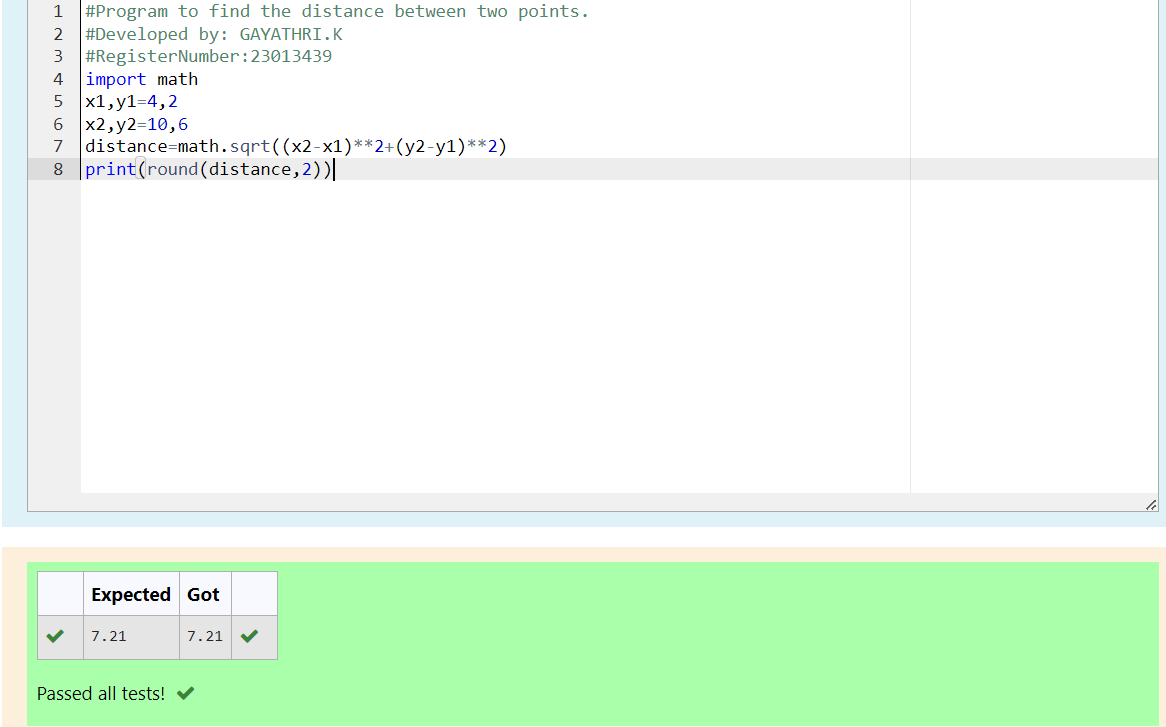 1 #Program to find the distance between two points.
2 #Developed by: GAYATHRI.K
3 #RegisterNumber:23013439
4 import math
5 x1,y1=4,2
6 x2,y2=10,6
7 distance=math.sqrt((x2-x1)**2+(y2-y1)**2)
8 print(round(distance,2))
Expected Got
7.21 7.21
Passed all tests!